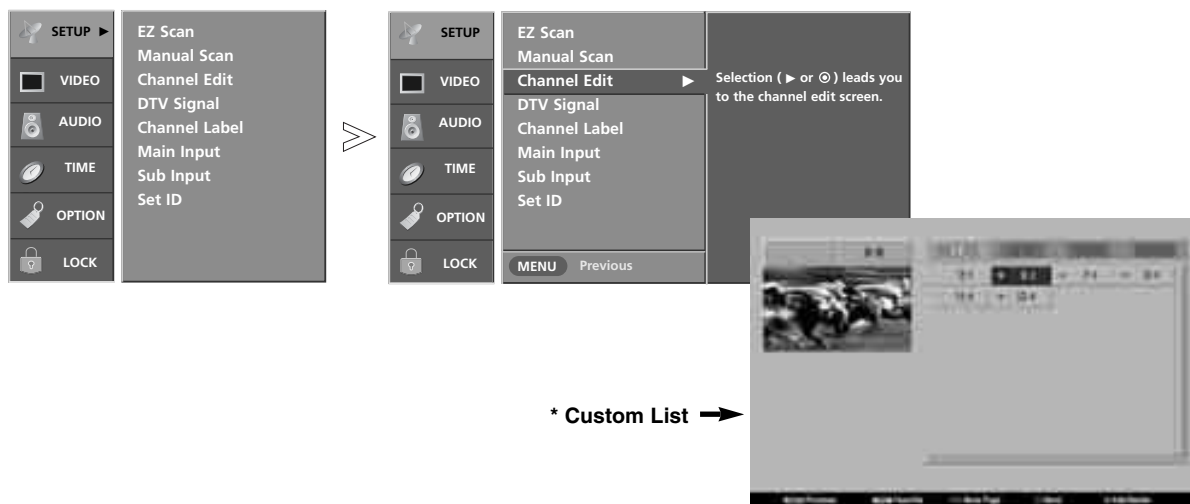 SETUP ►
VIDEO
AUDIO
TIME
OPTION
LOCK
EZ Scan
Manual Scan
Channel Edit
DTV Signal
Channel Label
Main Input
Sub Input
Set ID
SETUP
VIDEO
AUDIO
TIME
OPTION
LOCK
EZ Scan
Manual Scan
Channel Edit ►
DTV Signal
Channel Label
Main Input
Sub Input
Set ID
MENU Previous
Selection ( ► or ⊙ ) leads you
to the channel edit screen.
* Custom List